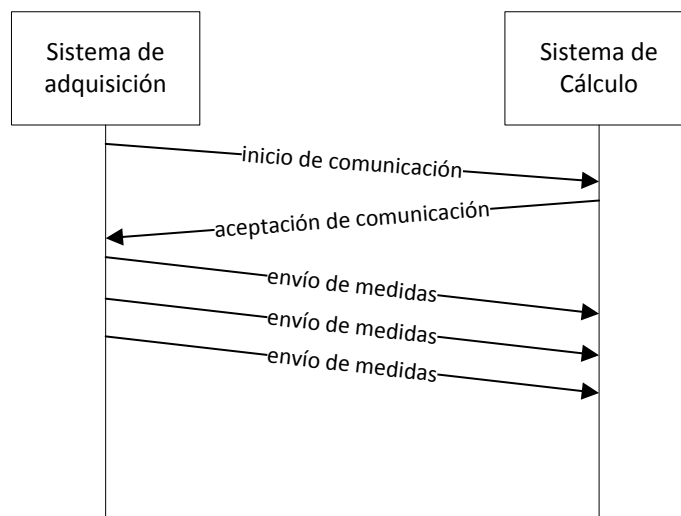 Sistema de
adquisición
Sistema de
Cálculo
inicio de comunicación
aceptación de comunicación
envío de medidas
envío de medidas
envío de medidas